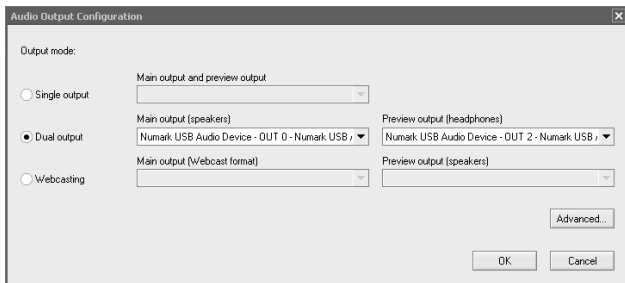 Audio Output Configuration
Output mode:
Main output and preview output
Single output
Main output (speakers)
Preview output (headphones)
Dual output
Numark USB Audio Device - OUT 0 - Numark USB
Numark USB Audio Device - OUT 2 - Numark USB
Main output (Webcast format)
Preview output (speakers)
Webcasting
Advanced...
OK
Cancel